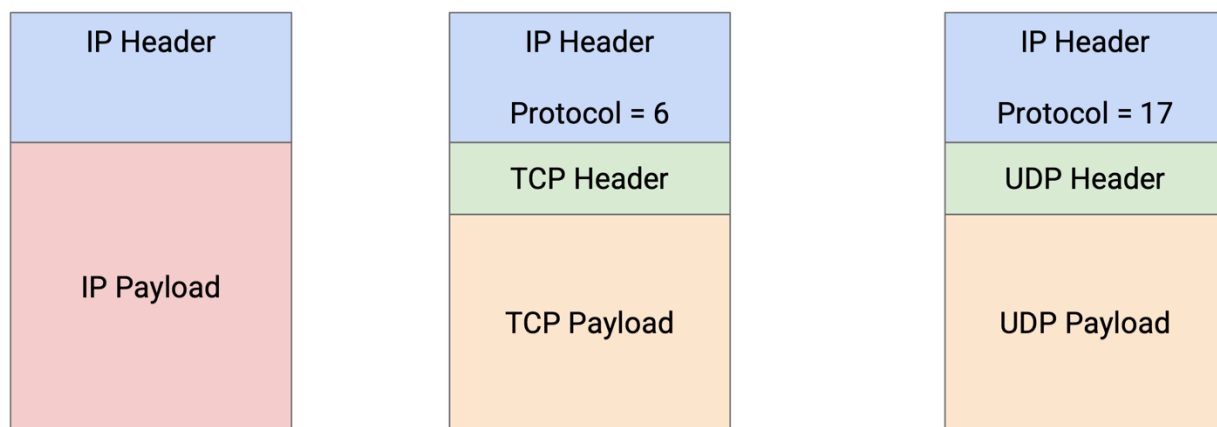 IP Header
IP Payload
IP Header
Protocol = 6
TCP Header
TCP Payload
IP Header
Protocol = 17
UDP Header
UDP Payload